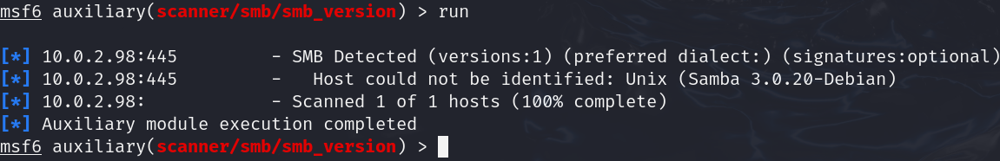 msf6 auxiliary(scanner/smb/smb_version) > run
[*] 10.0.2.98:445 - SMB Detected (versions:1) (preferred dialect:) (signatures:optional)
[*] 10.0.2.98:445 - Host could not be identified: Unix (Samba 3.0.20-Debian)
[*] 10.0.2.98: - Scanned 1 of 1 hosts (100% complete)
[*] Auxiliary module execution completed
msf6 auxiliary(scanner/smb/smb_version) >